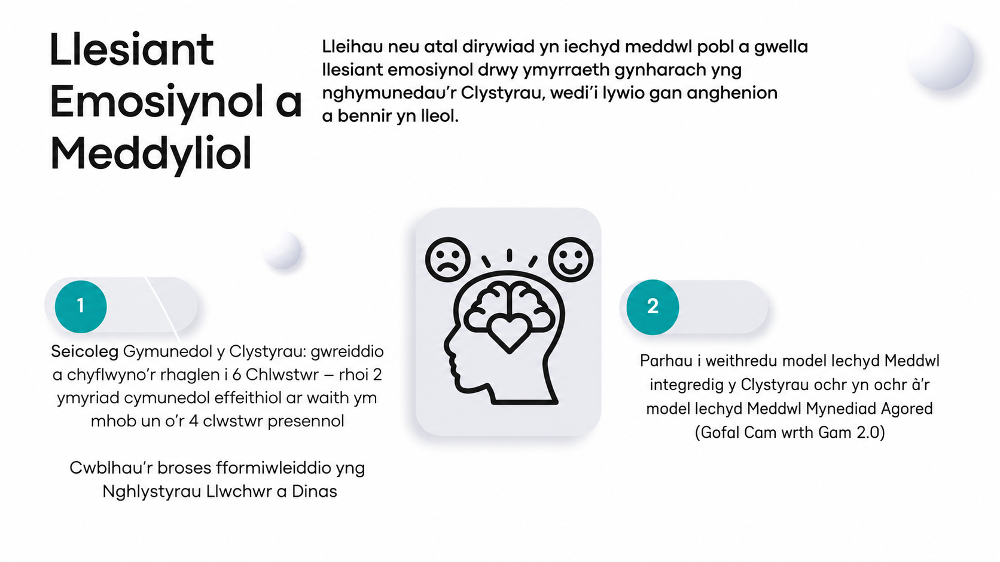 Llesiant
Emosiynol a
Meddyliol
Lleihau neu atal dirywiad yn iechyd meddwl pobl a gwella
llesiant emosiynol drwy ymyrraeth gynharach yng
nghymunedau’r Clystyrau, wedi’i lywio gan anghenion
a bennir yn lleol.
1
Seicoleg Gymunedol y Clystyrau: gwreiddio
a chyflwyno’r rhaglen i 6 Chlwstwr – rhoi 2
ymyriad cymunedol effeithiol ar waith ym
mhob un o’r 4 clwstwr presennol
Cwblhau’r broses fformiwleiddio yng
Nghlystyrau Llwchwr a Dinas
2
Parhau i weithredu model Iechyd Meddwl
integredig y Clystyrau ochr yn ochr â’r
model Iechyd Meddwl Mynediad Agored
(Gofal Cam wrth Gam 2.0)